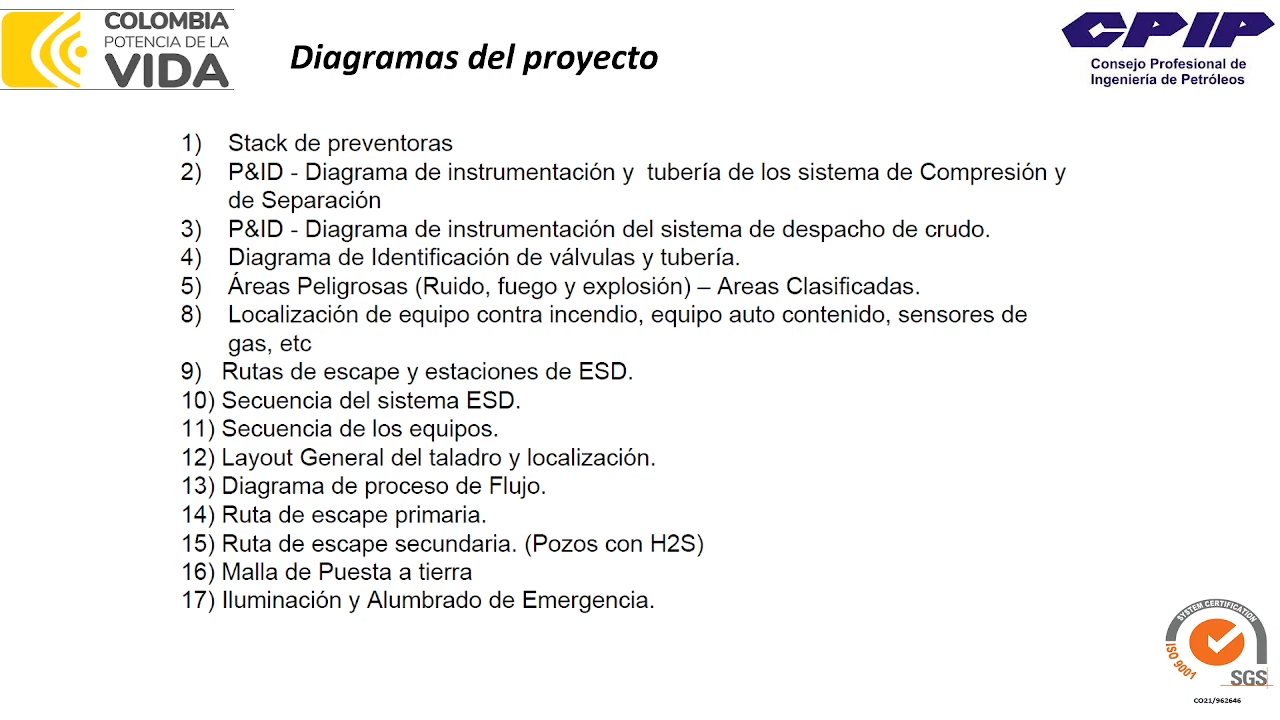 COLOMBIA
POTENCIA DE LA
VIDA
Diagramas del proyecto
CPIP
Consejo Profesional de
Ingeniería de Petróleos
1) Stack de preventoras
2) P&ID - Diagrama de instrumentación y tubería de los sistema de Compresión y
de Separación
3) P&ID - Diagrama de instrumentación del sistema de despacho de crudo.
4) Diagrama de Identificación de válvulas y tubería.
5) Áreas Peligrosas (Ruido, fuego y explosión) – Areas Clasificadas.
8) Localización de equipo contra incendio, equipo auto contenido, sensores de
gas, etc
9) Rutas de escape y estaciones de ESD.
10) Secuencia del sistema ESD.
11) Secuencia de los equipos.
12) Layout General del taladro y localización.
13) Diagrama de proceso de Flujo.
14) Ruta de escape primaria.
15) Ruta de escape secundaria. (Pozos con H2S)
16) Malla de Puesta a tierra
17) Iluminación y Alumbrado de Emergencia.
SYSTEM CERTIFICATION
ISO 9001
SGS
CO21/962646